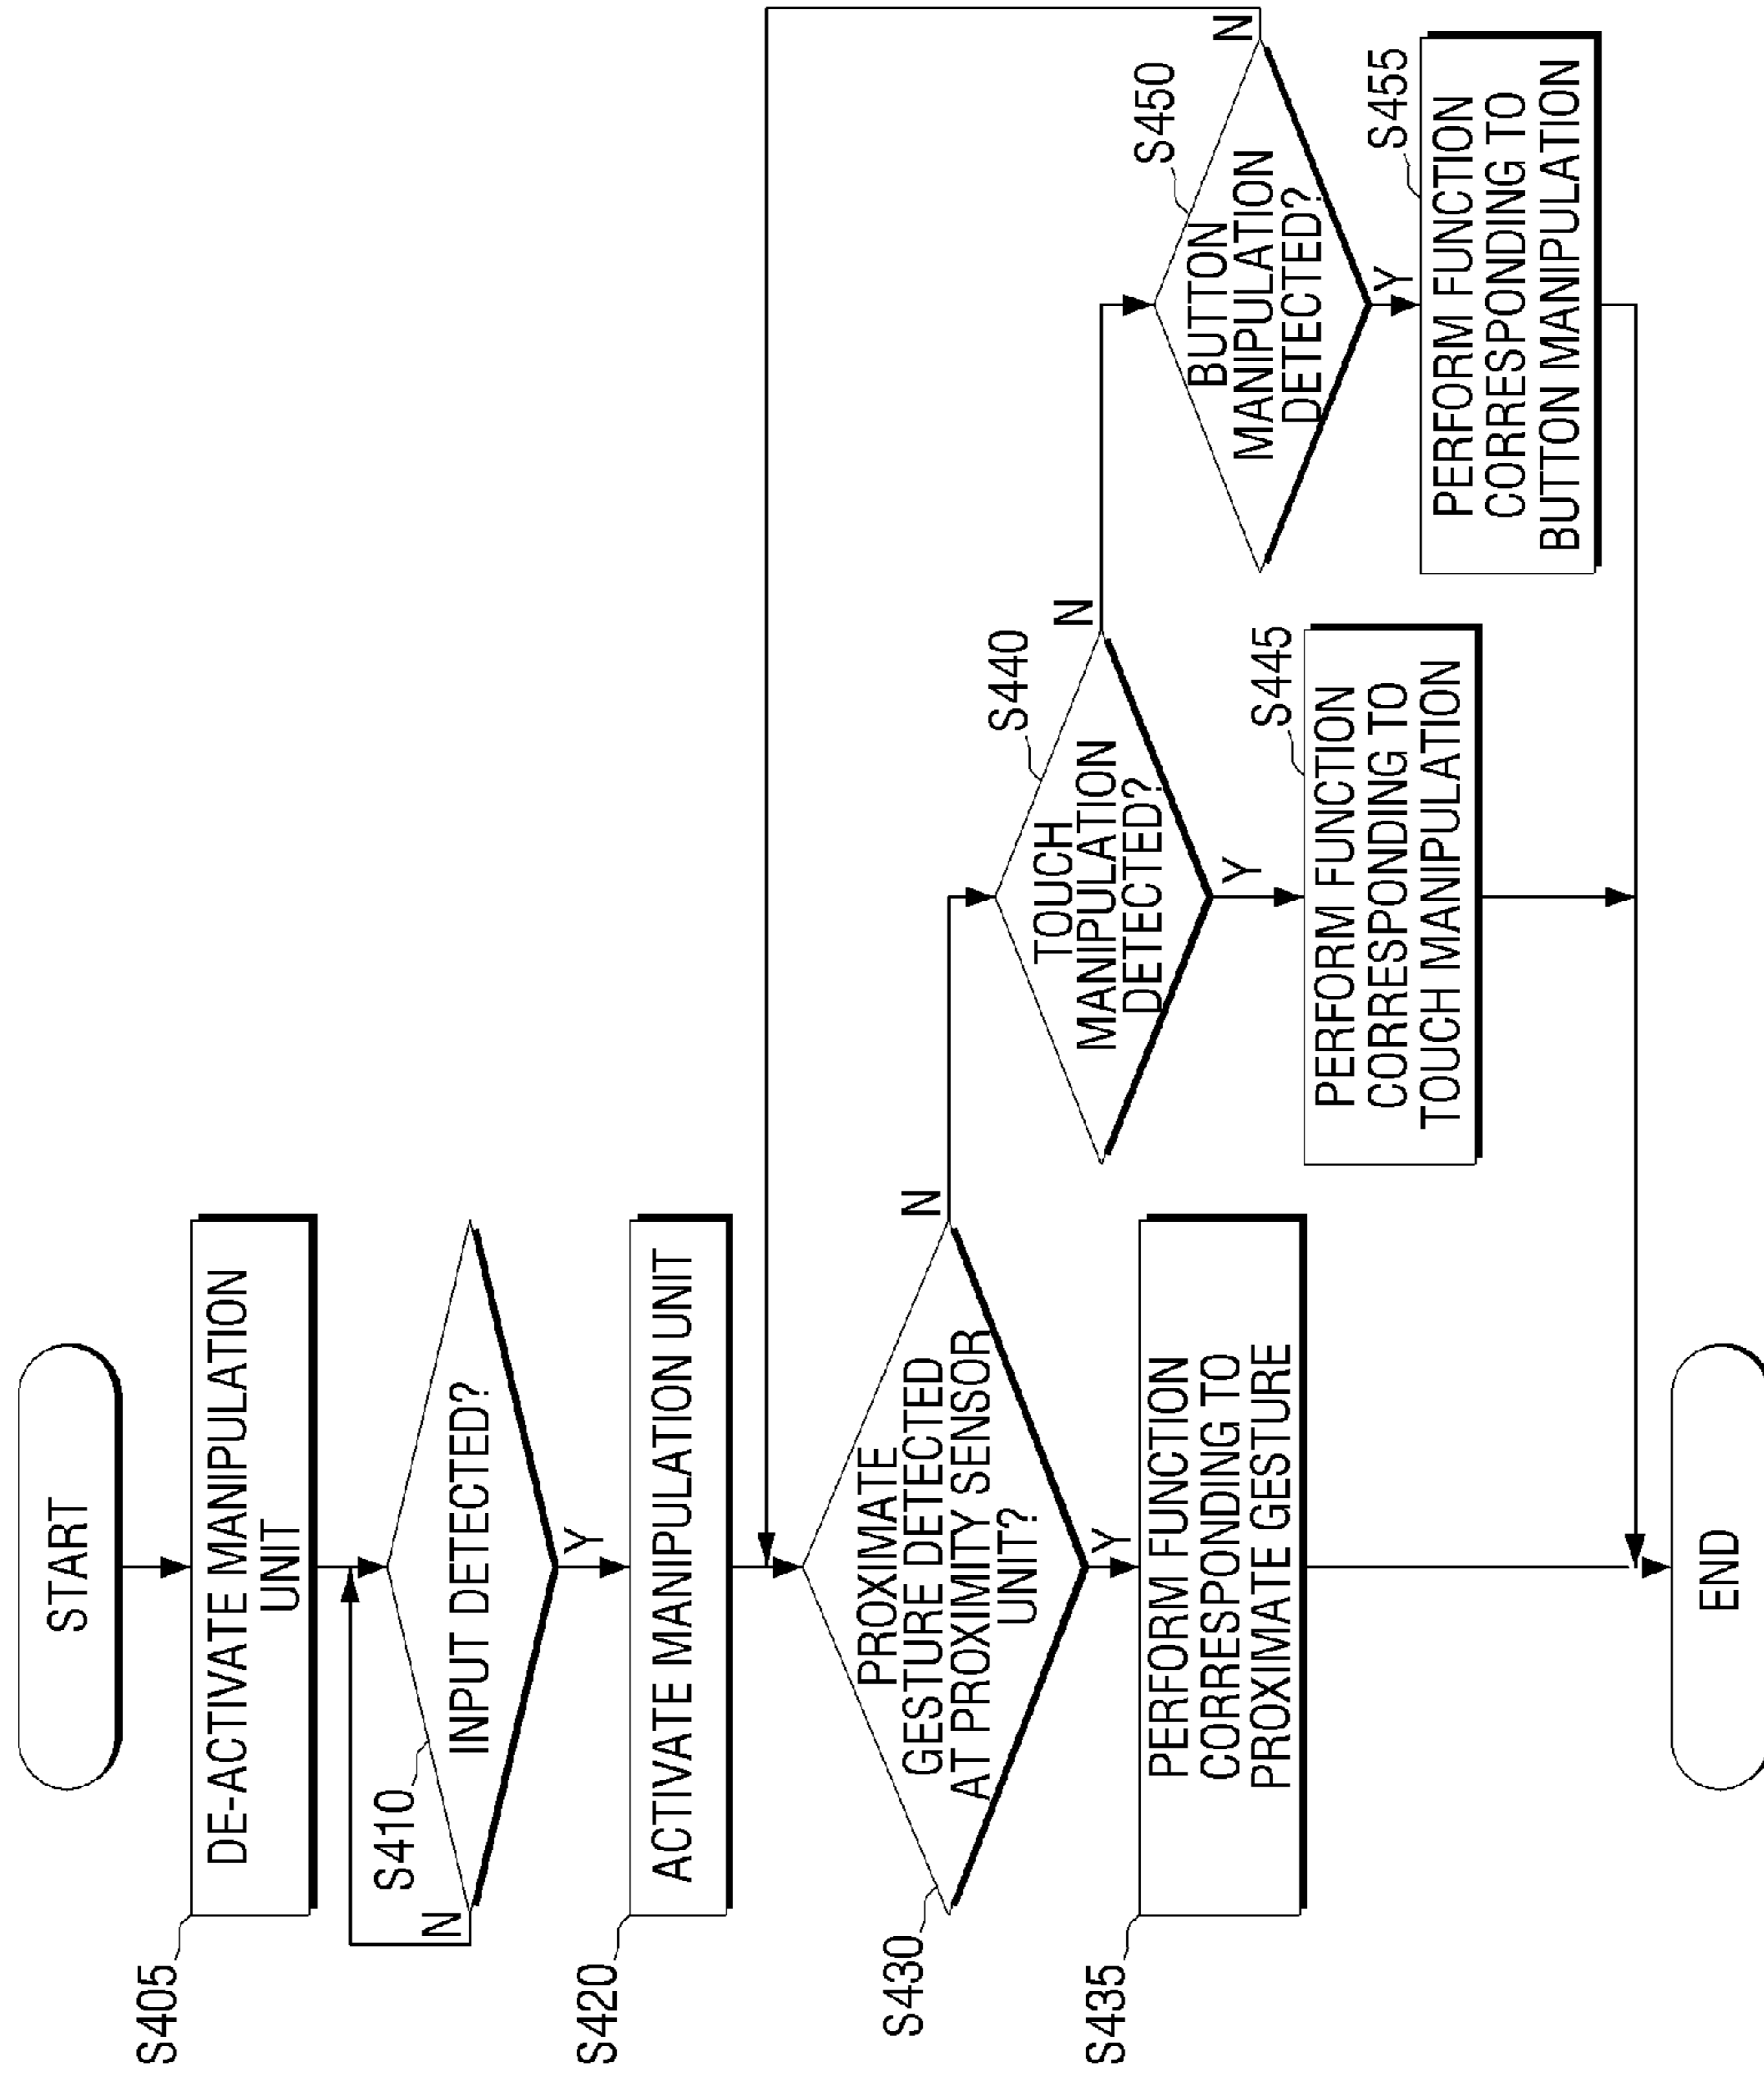 START
S405
DE-ACTIVATE MANIPULATION
UNIT
S410
INPUT DETECTED?
N
Y
S420
ACTIVATE MANIPULATION UNIT
S430
PROXIMATE
GESTURE DETECTED
AT PROXIMITY SENSOR
UNIT?
N
Y
S435
PERFORM FUNCTION
CORRESPONDING TO
PROXIMATE GESTURE
S440
TOUCH
MANIPULATION
DETECTED?
N
Y
S445
PERFORM FUNCTION
CORRESPONDING TO
TOUCH MANIPULATION
S450
BUTTON
MANIPULATION
DETECTED?
N
Y
S455
PERFORM FUNCTION
CORRESPONDING TO
BUTTON MANIPULATION
END